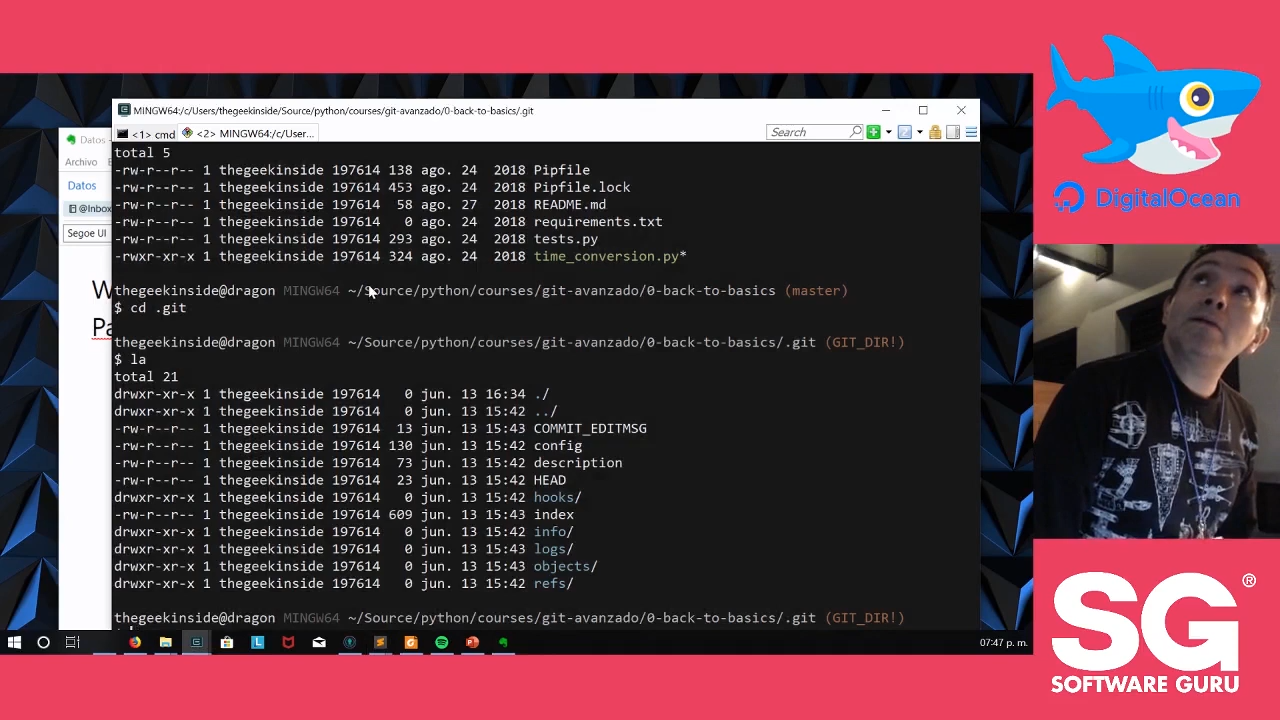 MINGW64:/c/Users/thegeekinside/Source/python/courses/git-avanzado/0-back-to-basics/.git
<1> cmd
<2> MINGW64:/c/User...
Search
Datos
Archivo
Datos
@Inbox
Segoe UI
total 5
-rw-r--r-- 1 thegeekinside 197614 138 ago. 24 2018 Pipfile
-rw-r--r-- 1 thegeekinside 197614 453 ago. 24 2018 Pipfile.lock
-rw-r--r-- 1 thegeekinside 197614 58 ago. 27 2018 README.md
-rw-r--r-- 1 thegeekinside 197614 0 ago. 24 2018 requirements.txt
-rw-r--r-- 1 thegeekinside 197614 293 ago. 24 2018 tests.py
-rwxr-xr-x 1 thegeekinside 197614 324 ago. 24 2018 time_conversion.py*
thegeekinside@dragon MINGW64 ~/Source/python/courses/git-avanzado/0-back-to-basics (master)
$ cd .git
thegeekinside@dragon MINGW64 ~/Source/python/courses/git-avanzado/0-back-to-basics/.git (GIT_DIR!)
$ la
total 21
drwxr-xr-x 1 thegeekinside 197614 0 jun. 13 16:34 ./
drwxr-xr-x 1 thegeekinside 197614 0 jun. 13 15:42 ../
-rw-r--r-- 1 thegeekinside 197614 13 jun. 13 15:43 COMMIT_EDITMSG
-rw-r--r-- 1 thegeekinside 197614 130 jun. 13 15:42 config
-rw-r--r-- 1 thegeekinside 197614 73 jun. 13 15:42 description
-rw-r--r-- 1 thegeekinside 197614 23 jun. 13 15:42 HEAD
drwxr-xr-x 1 thegeekinside 197614 0 jun. 13 15:42 hooks/
-rw-r--r-- 1 thegeekinside 197614 609 jun. 13 15:43 index
drwxr-xr-x 1 thegeekinside 197614 0 jun. 13 15:42 info/
drwxr-xr-x 1 thegeekinside 197614 0 jun. 13 15:43 logs/
drwxr-xr-x 1 thegeekinside 197614 0 jun. 13 15:43 objects/
drwxr-xr-x 1 thegeekinside 197614 0 jun. 13 15:42 refs/
thegeekinside@dragon MINGW64 ~/Source/python/courses/git-avanzado/0-back-to-basics/.git (GIT_DIR!)
07:47 p. m.
DigitalOcean
SG®
SOFTWARE GURU